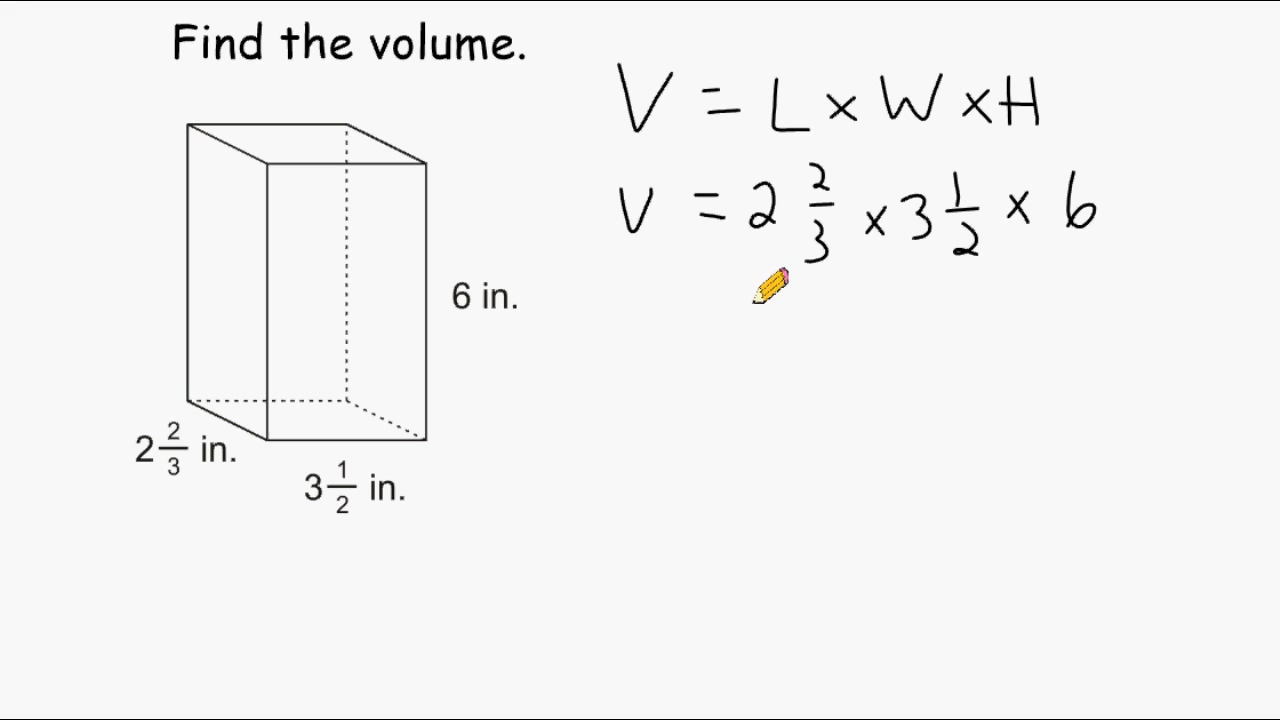 Find the volume.
V = L x W x H
V = 2 2/3 x 3 1/2 x 6
6 in.
2 2/3 in.
3 1/2 in.